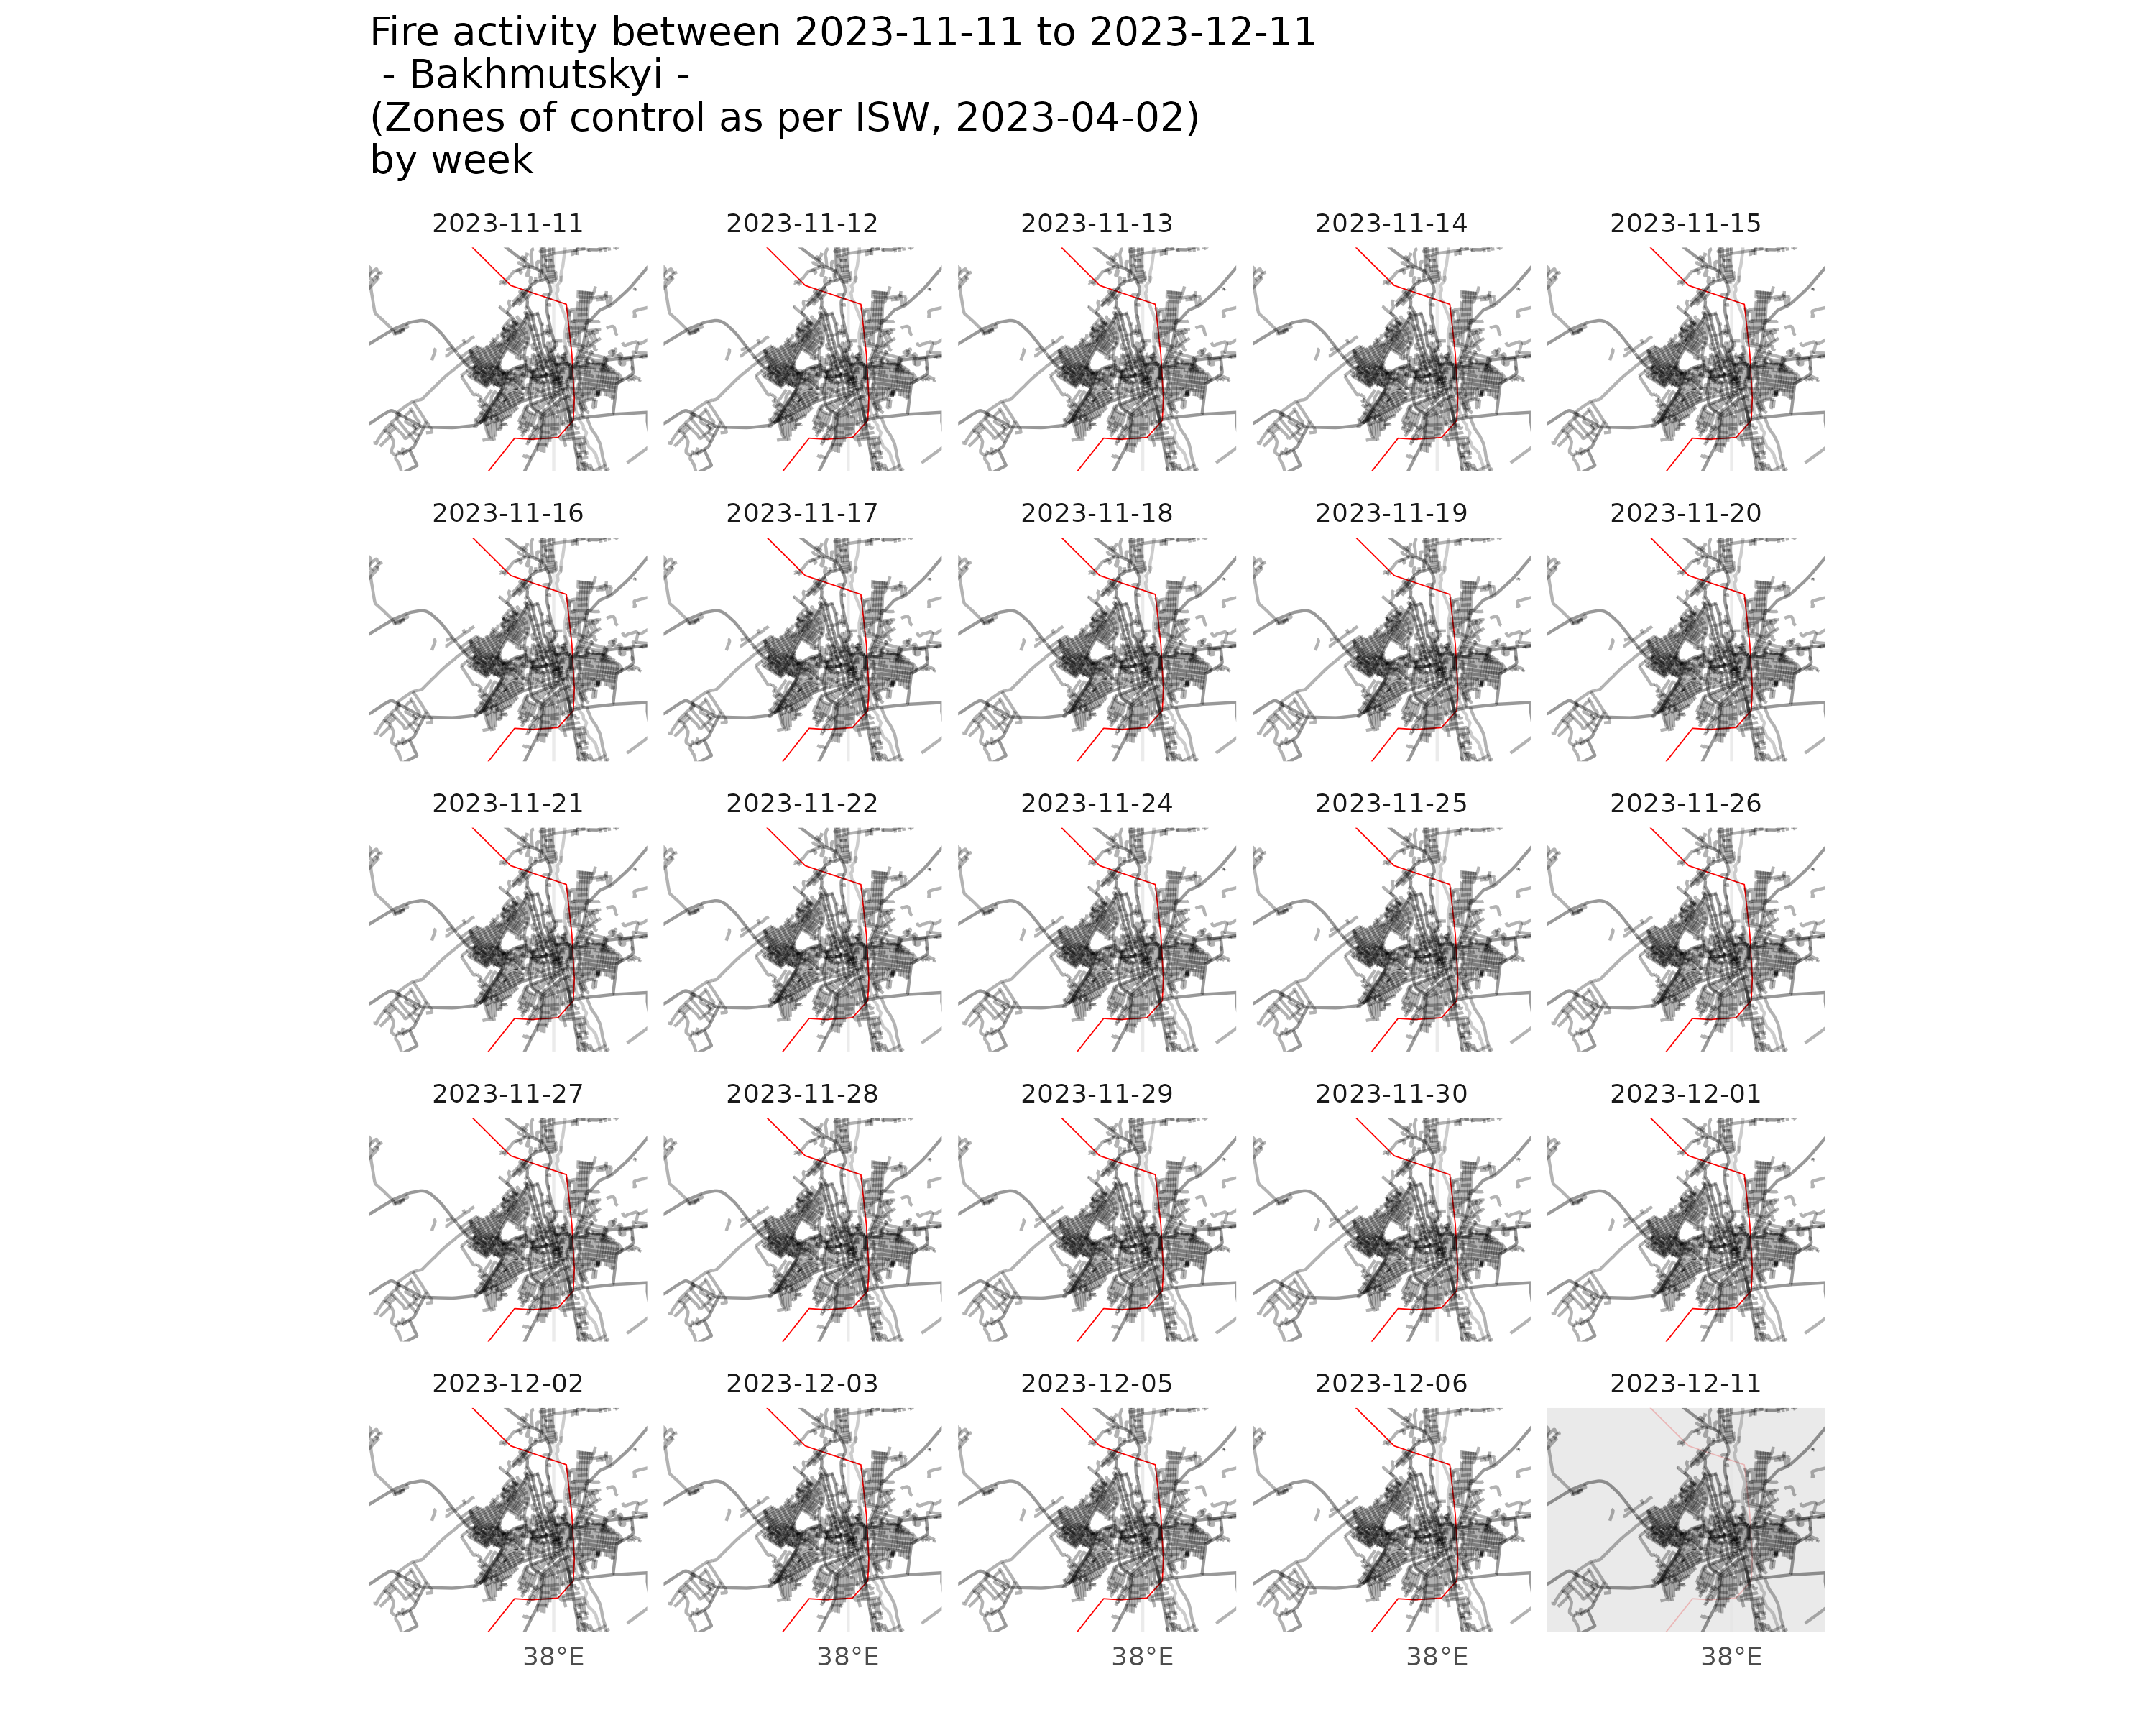 Fire activity between 2023-11-11 to 2023-12-11
- Bakhmutskyi -
(Zones of control as per ISW, 2023-04-02)
by week
2023-11-11 2023-11-12 2023-11-13 2023-11-14 2023-11-15
2023-11-16 2023-11-17 2023-11-18 2023-11-19 2023-11-20
2023-11-21 2023-11-22 2023-11-24 2023-11-25 2023-11-26
2023-11-27 2023-11-28 2023-11-29 2023-11-30 2023-12-01
2023-12-02 2023-12-03 2023-12-05 2023-12-06 2023-12-11
38°E 38°E 38°E 38°E 38°E